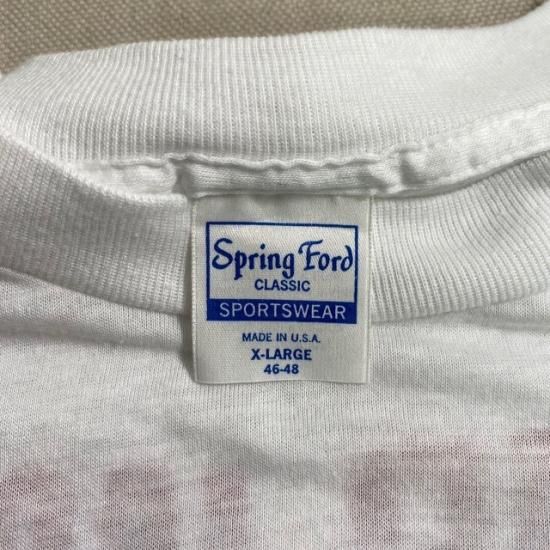 Spring Ford
CLASSIC
SPORTSWEAR
MADE IN U.S.A.
X-LARGE
46-48